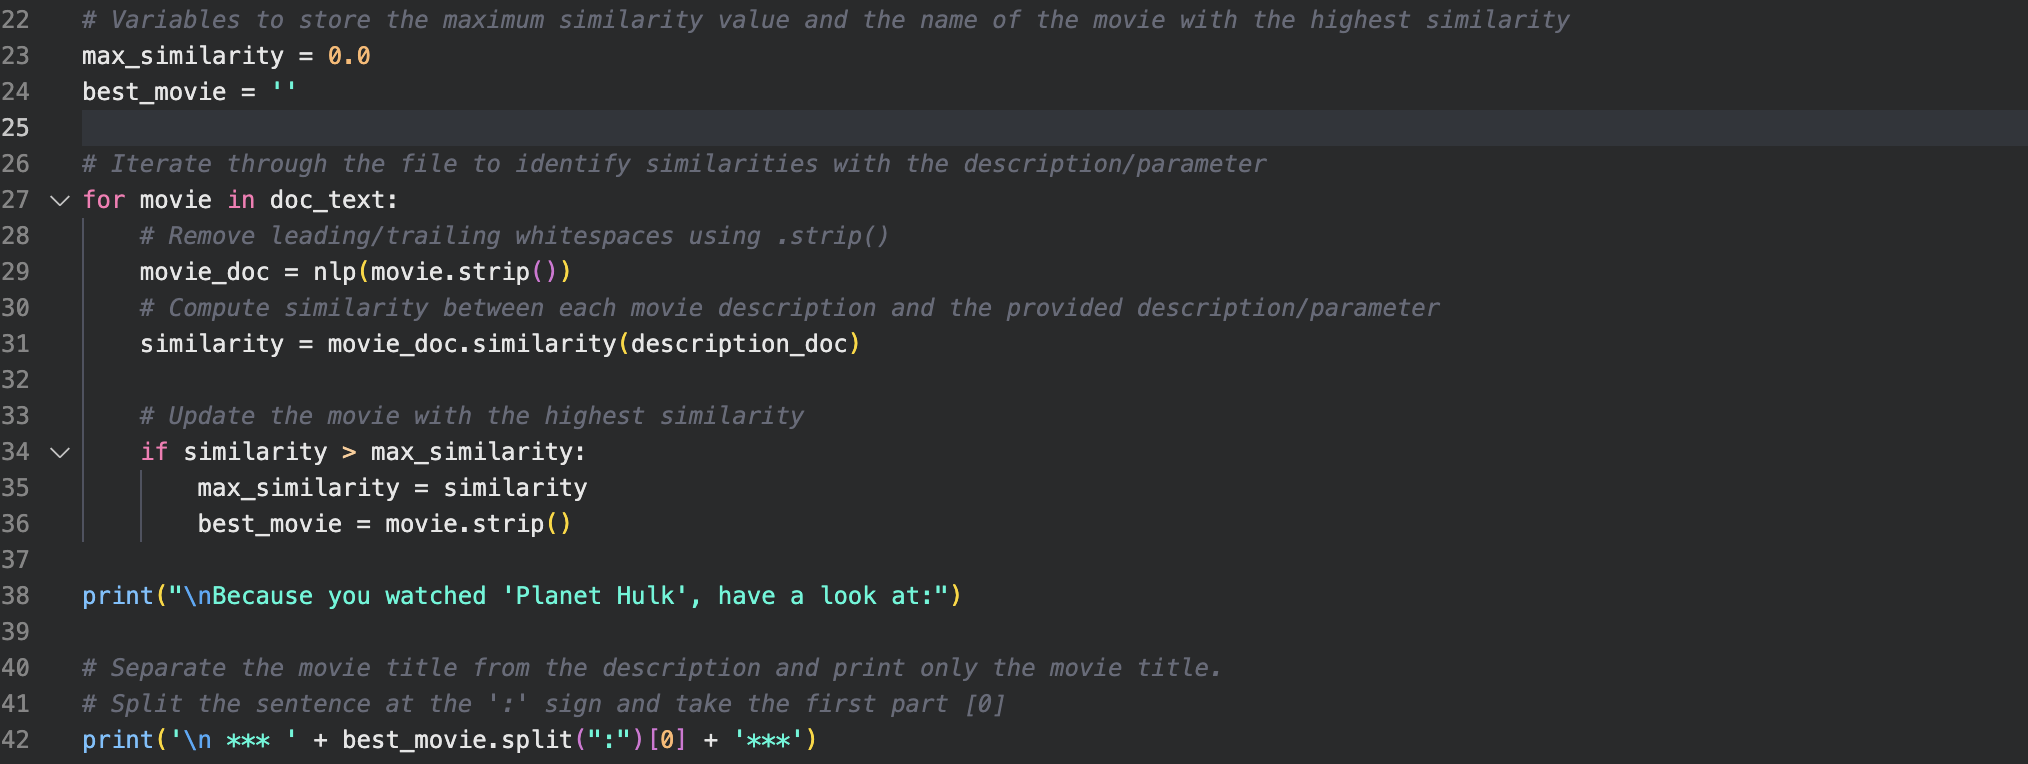 22 # Variables to store the maximum similarity value and the name of the movie with the highest similarity
23 max_similarity = 0.0
24 best_movie = ''
25
26 # Iterate through the file to identify similarities with the description/parameter
27 for movie in doc_text:
28     # Remove leading/trailing whitespaces using .strip()
29     movie_doc = nlp(movie.strip())
30     # Compute similarity between each movie description and the provided description/parameter
31     similarity = movie_doc.similarity(description_doc)
32
33     # Update the movie with the highest similarity
34     if similarity > max_similarity:
35         max_similarity = similarity
36         best_movie = movie.strip()
37
38 print("\nBecause you watched 'Planet Hulk', have a look at:")
39
40 # Separate the movie title from the description and print only the movie title.
41 # Split the sentence at the ':' sign and take the first part [0]
42 print('\n *** ' + best_movie.split(":")[0] + '***')